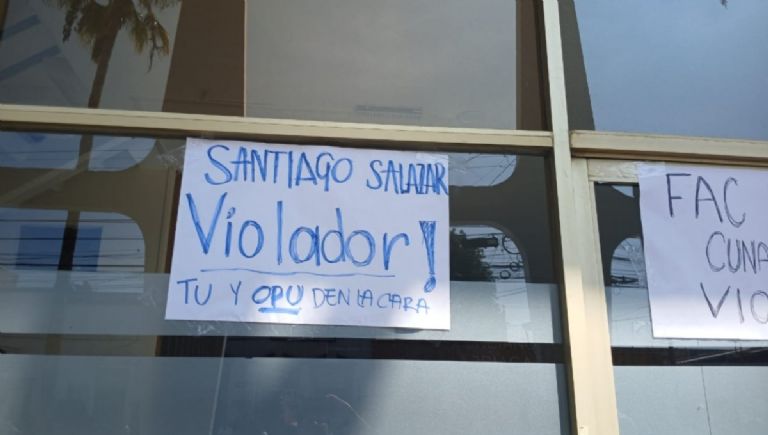 SANTIAGO SALAZAR
Violador!
TU Y OPU DEN LA CARA
FAC
CUNA
VIO